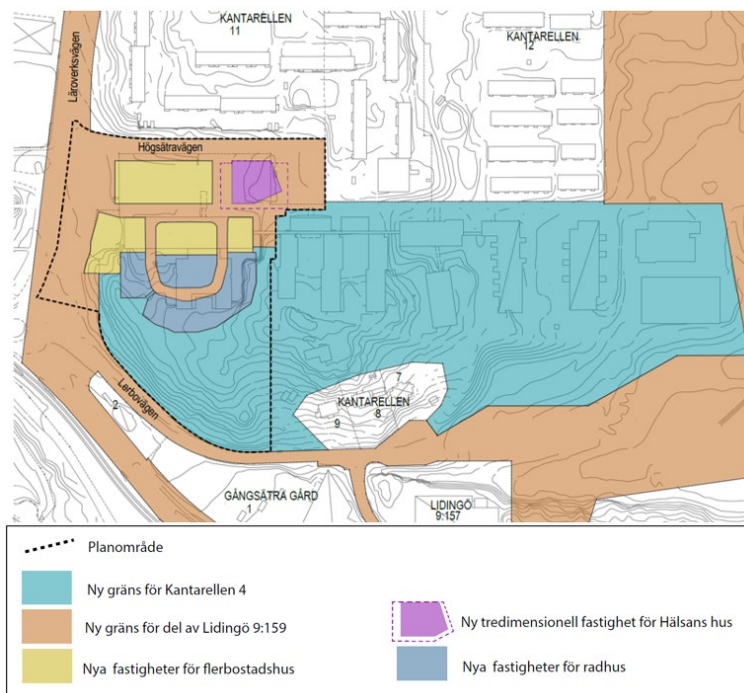 KANTARELLEN
11
KANTARELLEN
12
Läroverksvägen
Högsätravägen
Lerbovägen
2
7
KANTARELLEN
8
9
GÅNGSÄTRA GÅRD
1
LIDINGÖ
9:157
Planområde
Ny gräns för Kantarellen 4
Ny gräns för del av Lidingö 9:159
Nya fastigheter för flerbostadshus
Ny tredimensionell fastighet för Hälsans hus
Nya fastigheter för radhus